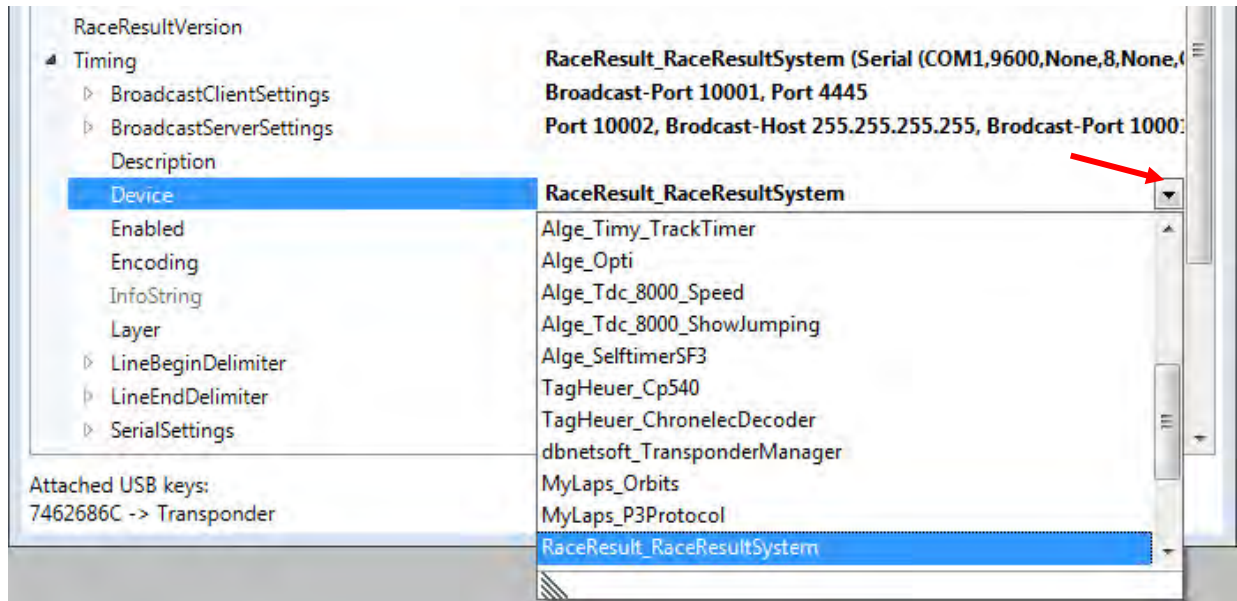 RaceResultVersion
Timing RaceResult_RaceResultSystem (Serial (COM1,9600,None,8,None,
BroadcastClientSettings Broadcast-Port 10001, Port 4445
BroadcastServerSettings Port 10002, Brodcast-Host 255.255.255.255, Brodcast-Port 10001
Description
Device RaceResult_RaceResultSystem
Enabled
Encoding
InfoString
Layer
LineBeginDelimiter
LineEndDelimiter
SerialSettings
Alge_Timy_TrackTimer
Alge_Opti
Alge_Tdc_8000_Speed
Alge_Tdc_8000_ShowJumping
Alge_SelftimerSF3
TagHeuer_Cp540
TagHeuer_ChronelecDecoder
dbnetsoft_TransponderManager
MyLaps_Orbits
MyLaps_P3Protocol
RaceResult_RaceResultSystem
Attached USB keys:
7462686C -> Transponder